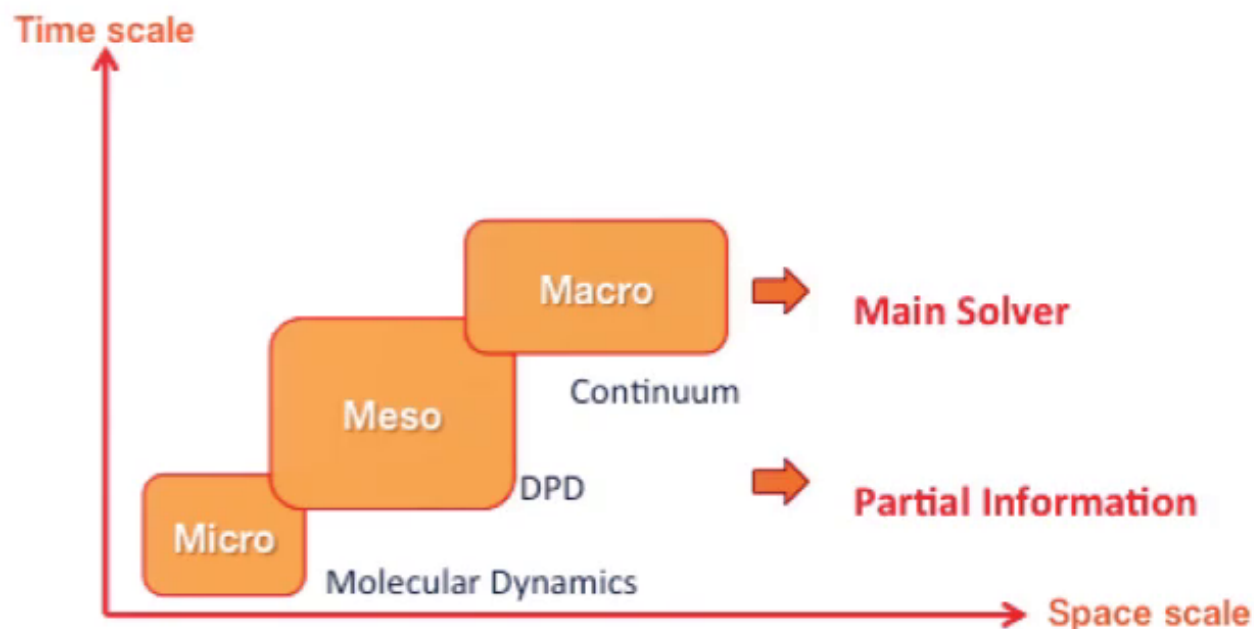 Time scale
Macro
Main Solver
Continuum
Meso
DPD
Partial Information
Micro
Molecular Dynamics
Space scale